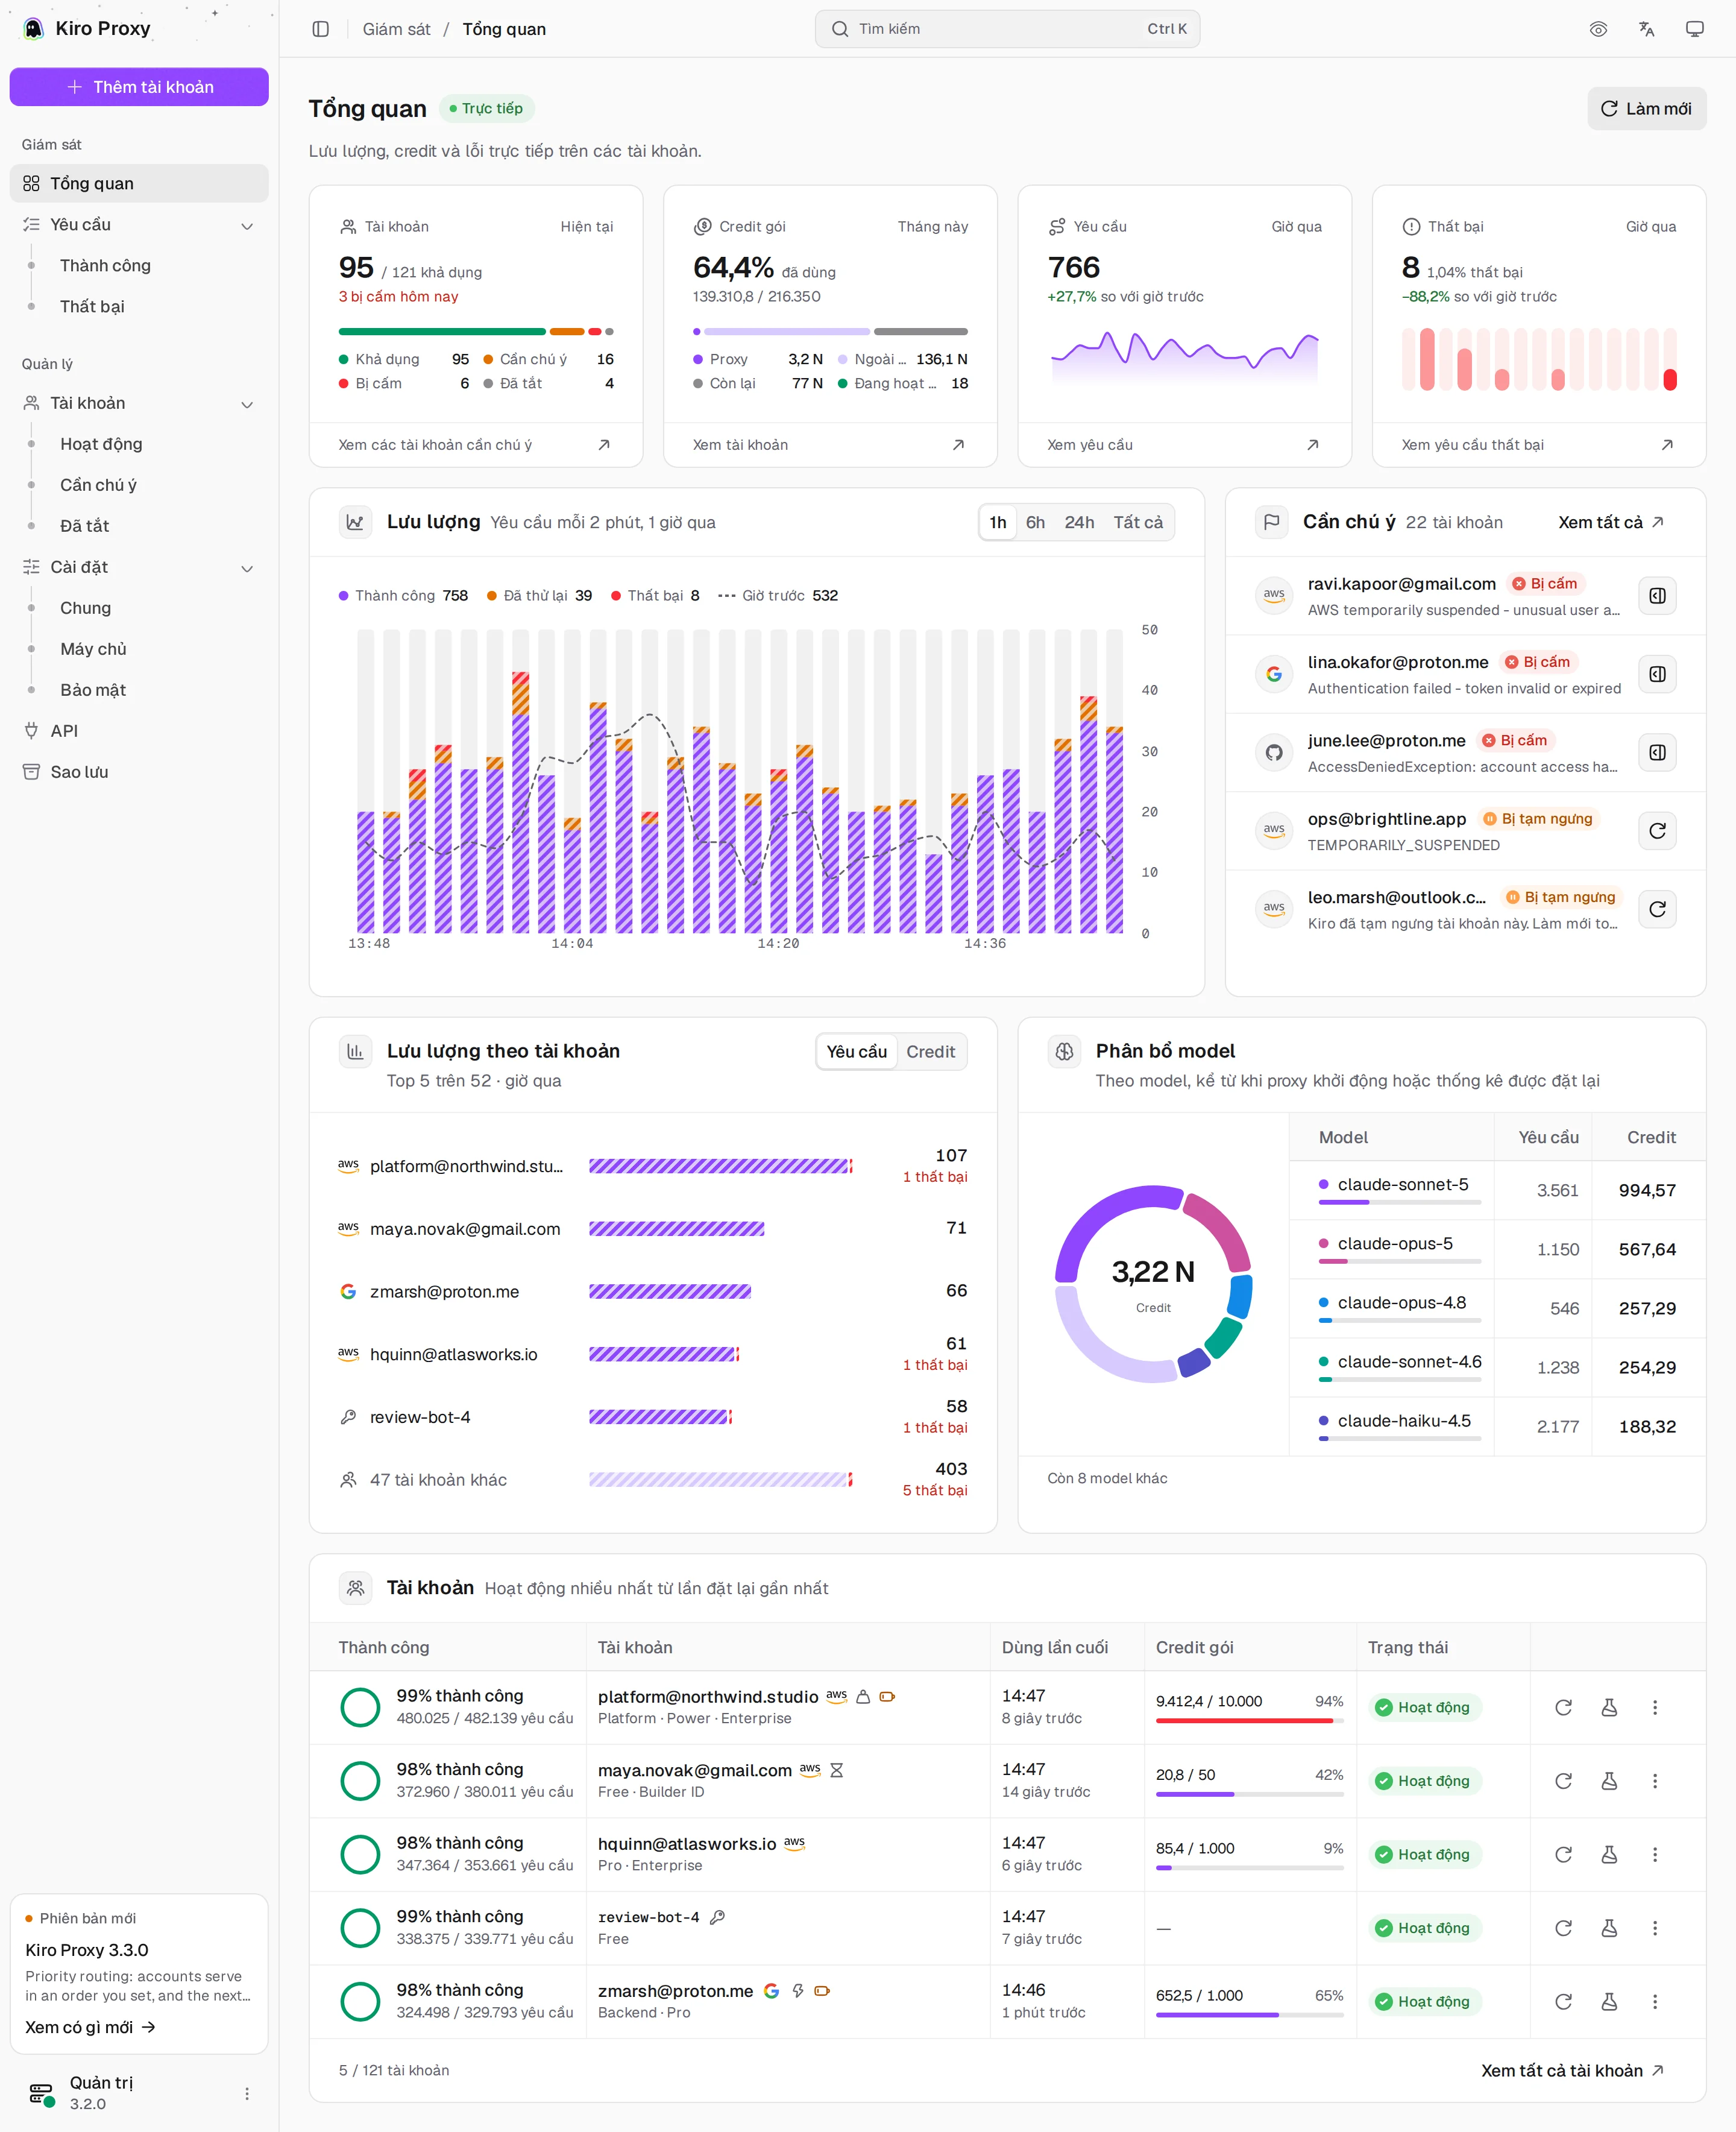 Kiro Proxy
Thêm tài khoản
Giám sát
Tổng quan
Yêu cầu
Thành công
Thất bại
Quản lý
Tài khoản
Hoạt động
Cần chú ý
Đã tắt
Cài đặt
Chung
Máy chủ
Bảo mật
API
Sao lưu
Phiên bản mới
Kiro Proxy 3.3.0
Priority routing: accounts serve
in an order you set, and the next...
Xem có gì mới
Quản trị
3.2.0
Giám sát / Tổng quan
Tìm kiếm Ctrl K
Tổng quan Trực tiếp
Làm mới
Lưu lượng, credit và lỗi trực tiếp trên các tài khoản.
Tài khoản Hiện tại
95 / 121 khả dụng
3 bị cấm hôm nay
Khả dụng 95 Cần chú ý 16
Bị cấm 6 Đã tắt 4
Xem các tài khoản cần chú ý
Credit gói Tháng này
64,4% đã dùng
139.310,8 / 216.350
Proxy 3,2 N Ngoài ... 136,1 N
Còn lại 77 N Đang hoạt ... 18
Xem tài khoản
Yêu cầu Giờ qua
766
+27,7% so với giờ trước
Xem yêu cầu
Thất bại Giờ qua
8 1,04% thất bại
−88,2% so với giờ trước
Xem yêu cầu thất bại
Lưu lượng Yêu cầu mỗi 2 phút, 1 giờ qua
1h 6h 24h Tất cả
Thành công 758 Đã thử lại 39 Thất bại 8 Giờ trước 532
50
40
30
20
10
0
13:48 14:04 14:20 14:36
Cần chú ý 22 tài khoản Xem tất cả
aws ravi.kapoor@gmail.com Bị cấm
AWS temporarily suspended - unusual user a...
lina.okafor@proton.me Bị cấm
Authentication failed - token invalid or expired
june.lee@proton.me Bị cấm
AccessDeniedException: account access ha...
aws ops@brightline.app Bị tạm ngưng
TEMPORARILY_SUSPENDED
aws leo.marsh@outlook.c... Bị tạm ngưng
Kiro đã tạm ngưng tài khoản này. Làm mới to...
Lưu lượng theo tài khoản
Top 5 trên 52 · giờ qua
Yêu cầu Credit
aws platform@northwind.stu... 107
1 thất bại
aws maya.novak@gmail.com 71
zmarsh@proton.me 66
aws hquinn@atlasworks.io 61
1 thất bại
review-bot-4 58
1 thất bại
47 tài khoản khác 403
5 thất bại
Phân bổ model
Theo model, kể từ khi proxy khởi động hoặc thống kê được đặt lại
3,22 N
Credit
Model Yêu cầu Credit
claude-sonnet-5 3.561 994,57
claude-opus-5 1.150 567,64
claude-opus-4.8 546 257,29
claude-sonnet-4.6 1.238 254,29
claude-haiku-4.5 2.177 188,32
Còn 8 model khác
Tài khoản Hoạt động nhiều nhất từ lần đặt lại gần nhất
Thành công Tài khoản Dùng lần cuối Credit gói Trạng thái
99% thành công platform@northwind.studio aws 14:47 9.412,4 / 10.000 94% Hoạt động
480.025 / 482.139 yêu cầu Platform · Power · Enterprise 8 giây trước
98% thành công maya.novak@gmail.com aws 14:47 20,8 / 50 42% Hoạt động
372.960 / 380.011 yêu cầu Free · Builder ID 14 giây trước
98% thành công hquinn@atlasworks.io aws 14:47 85,4 / 1.000 9% Hoạt động
347.364 / 353.661 yêu cầu Pro · Enterprise 6 giây trước
99% thành công review-bot-4 14:47 — Hoạt động
338.375 / 339.771 yêu cầu Free 7 giây trước
98% thành công zmarsh@proton.me 14:46 652,5 / 1.000 65% Hoạt động
324.498 / 329.793 yêu cầu Backend · Pro 1 phút trước
5 / 121 tài khoản Xem tất cả tài khoản